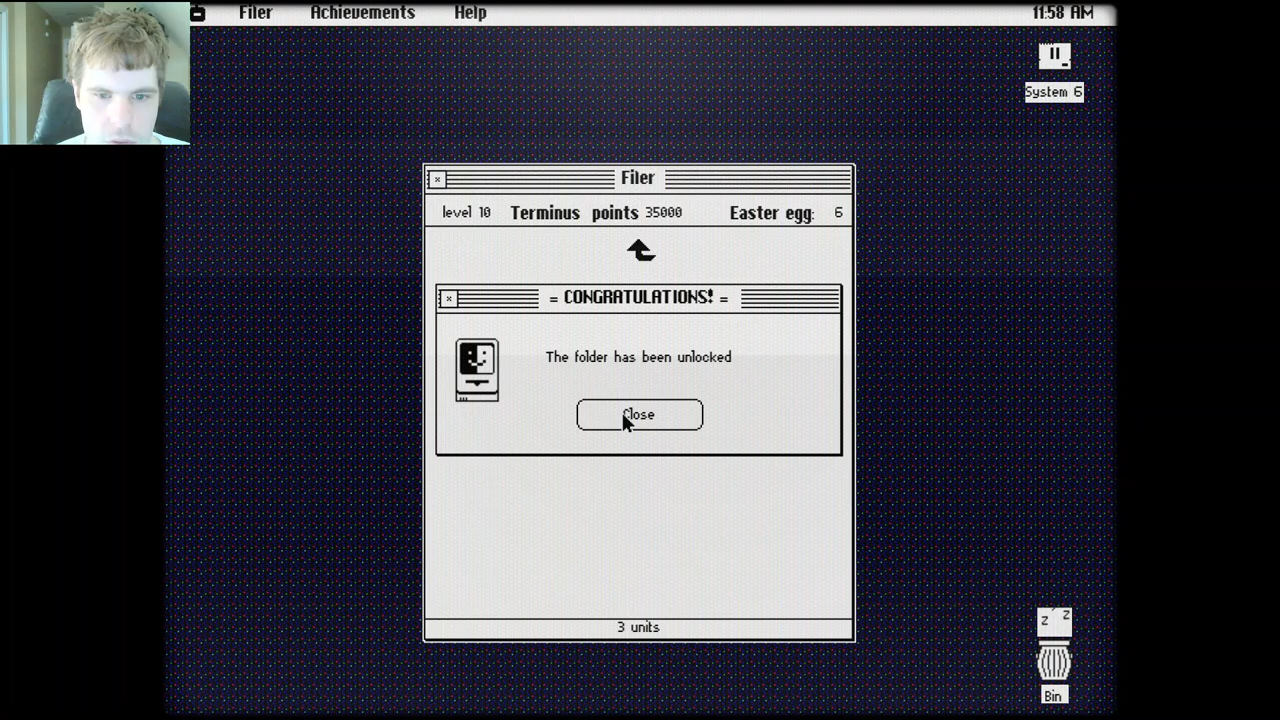 Filer Achievements Help 11:58 AM
System 6
Filer
level 10 Terminus points 35000 Easter egg: 6
= CONGRATULATIONS! =
The folder has been unlocked
Close
3 units
z z
Bin